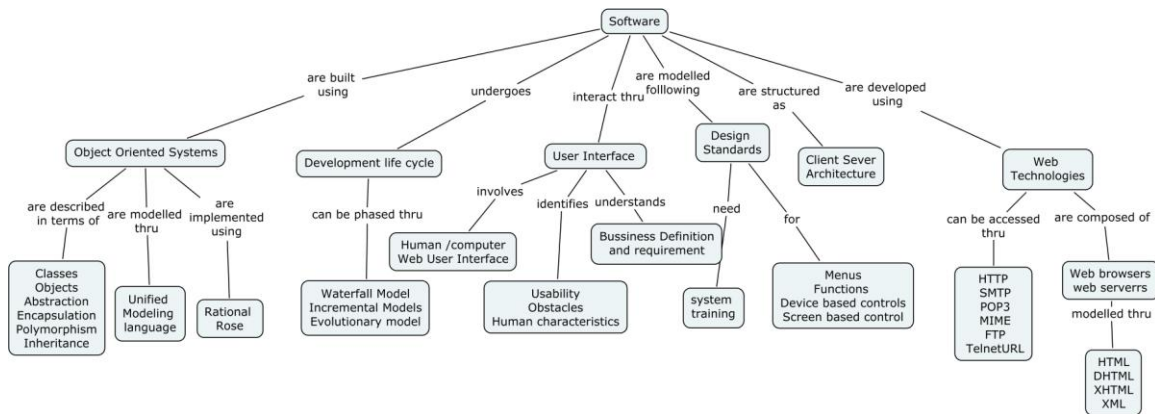 Software
are built
using
undergoes
interact thru
are modelled
folllowing
are structured
as
are developed
using
Object Oriented Systems
Development life cycle
User Interface
Design
Standards
Client Sever
Architecture
Web
Technologies
are described
in terms of
are modelled
thru
are
implemented
using
can be phased thru
involves
identifies
understands
need
for
can be accessed
thru
are composed of
Classes
Objects
Abstraction
Encapsulation
Polymorphism
Inheritance
Unified
Modeling
language
Rational
Rose
Waterfall Model
Incremental Models
Evolutionary model
Human /computer
Web User Interface
Usability
Obstacles
Human characteristics
Bussiness Definition
and requirement
system
training
Menus
Functions
Device based controls
Screen based control
HTTP
SMTP
POP3
MIME
FTP
TelnetURL
Web browsers
web serverrs
modelled thru
HTML
DHTML
XHTML
XML